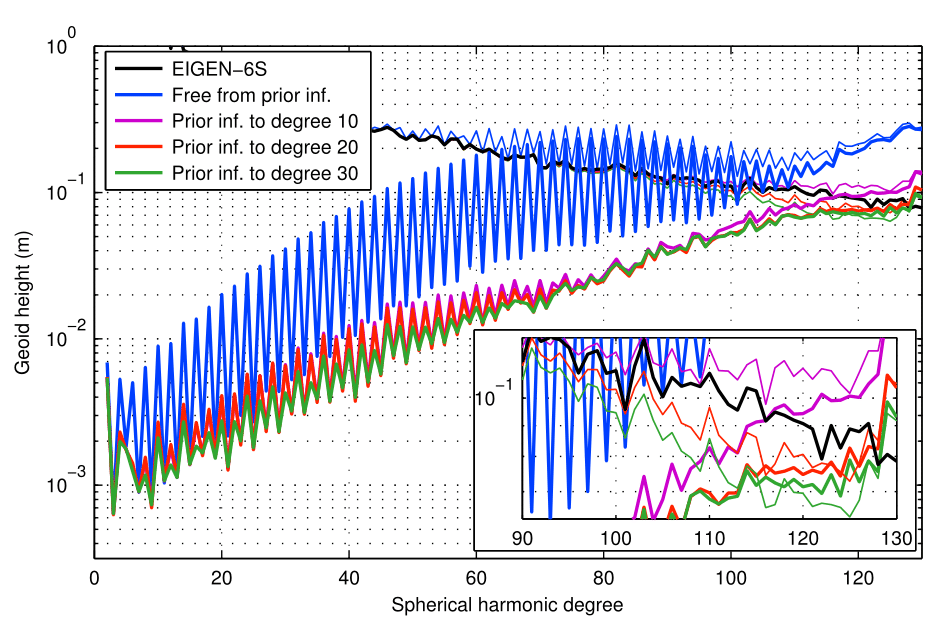 10^0
EIGEN−6S
Free from prior inf.
Prior inf. to degree 10
Prior inf. to degree 20
Prior inf. to degree 30
10^−1
Geoid height (m)
10^−2
10^−1
10^−3
90 100 110 120 130
0 20 40 60 80 100 120
Spherical harmonic degree